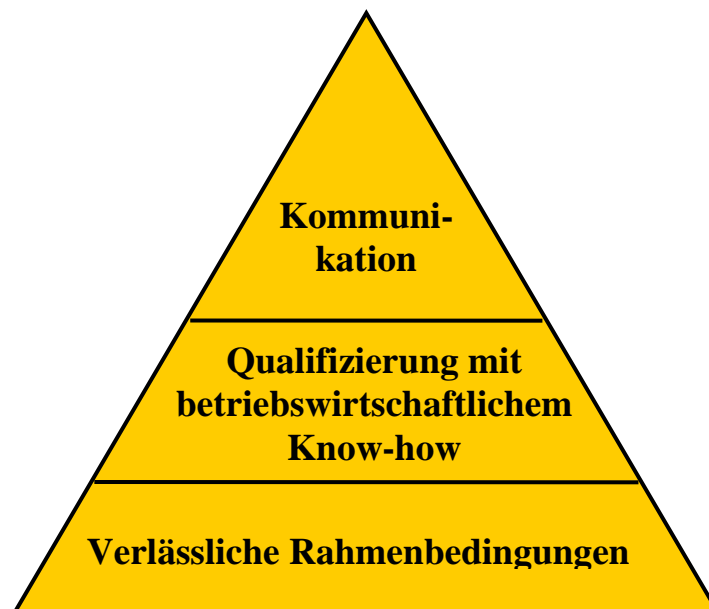 Kommuni-
kation
Qualifizierung mit
betriebswirtschaftlichem
Know-how
Verlässliche Rahmenbedingungen